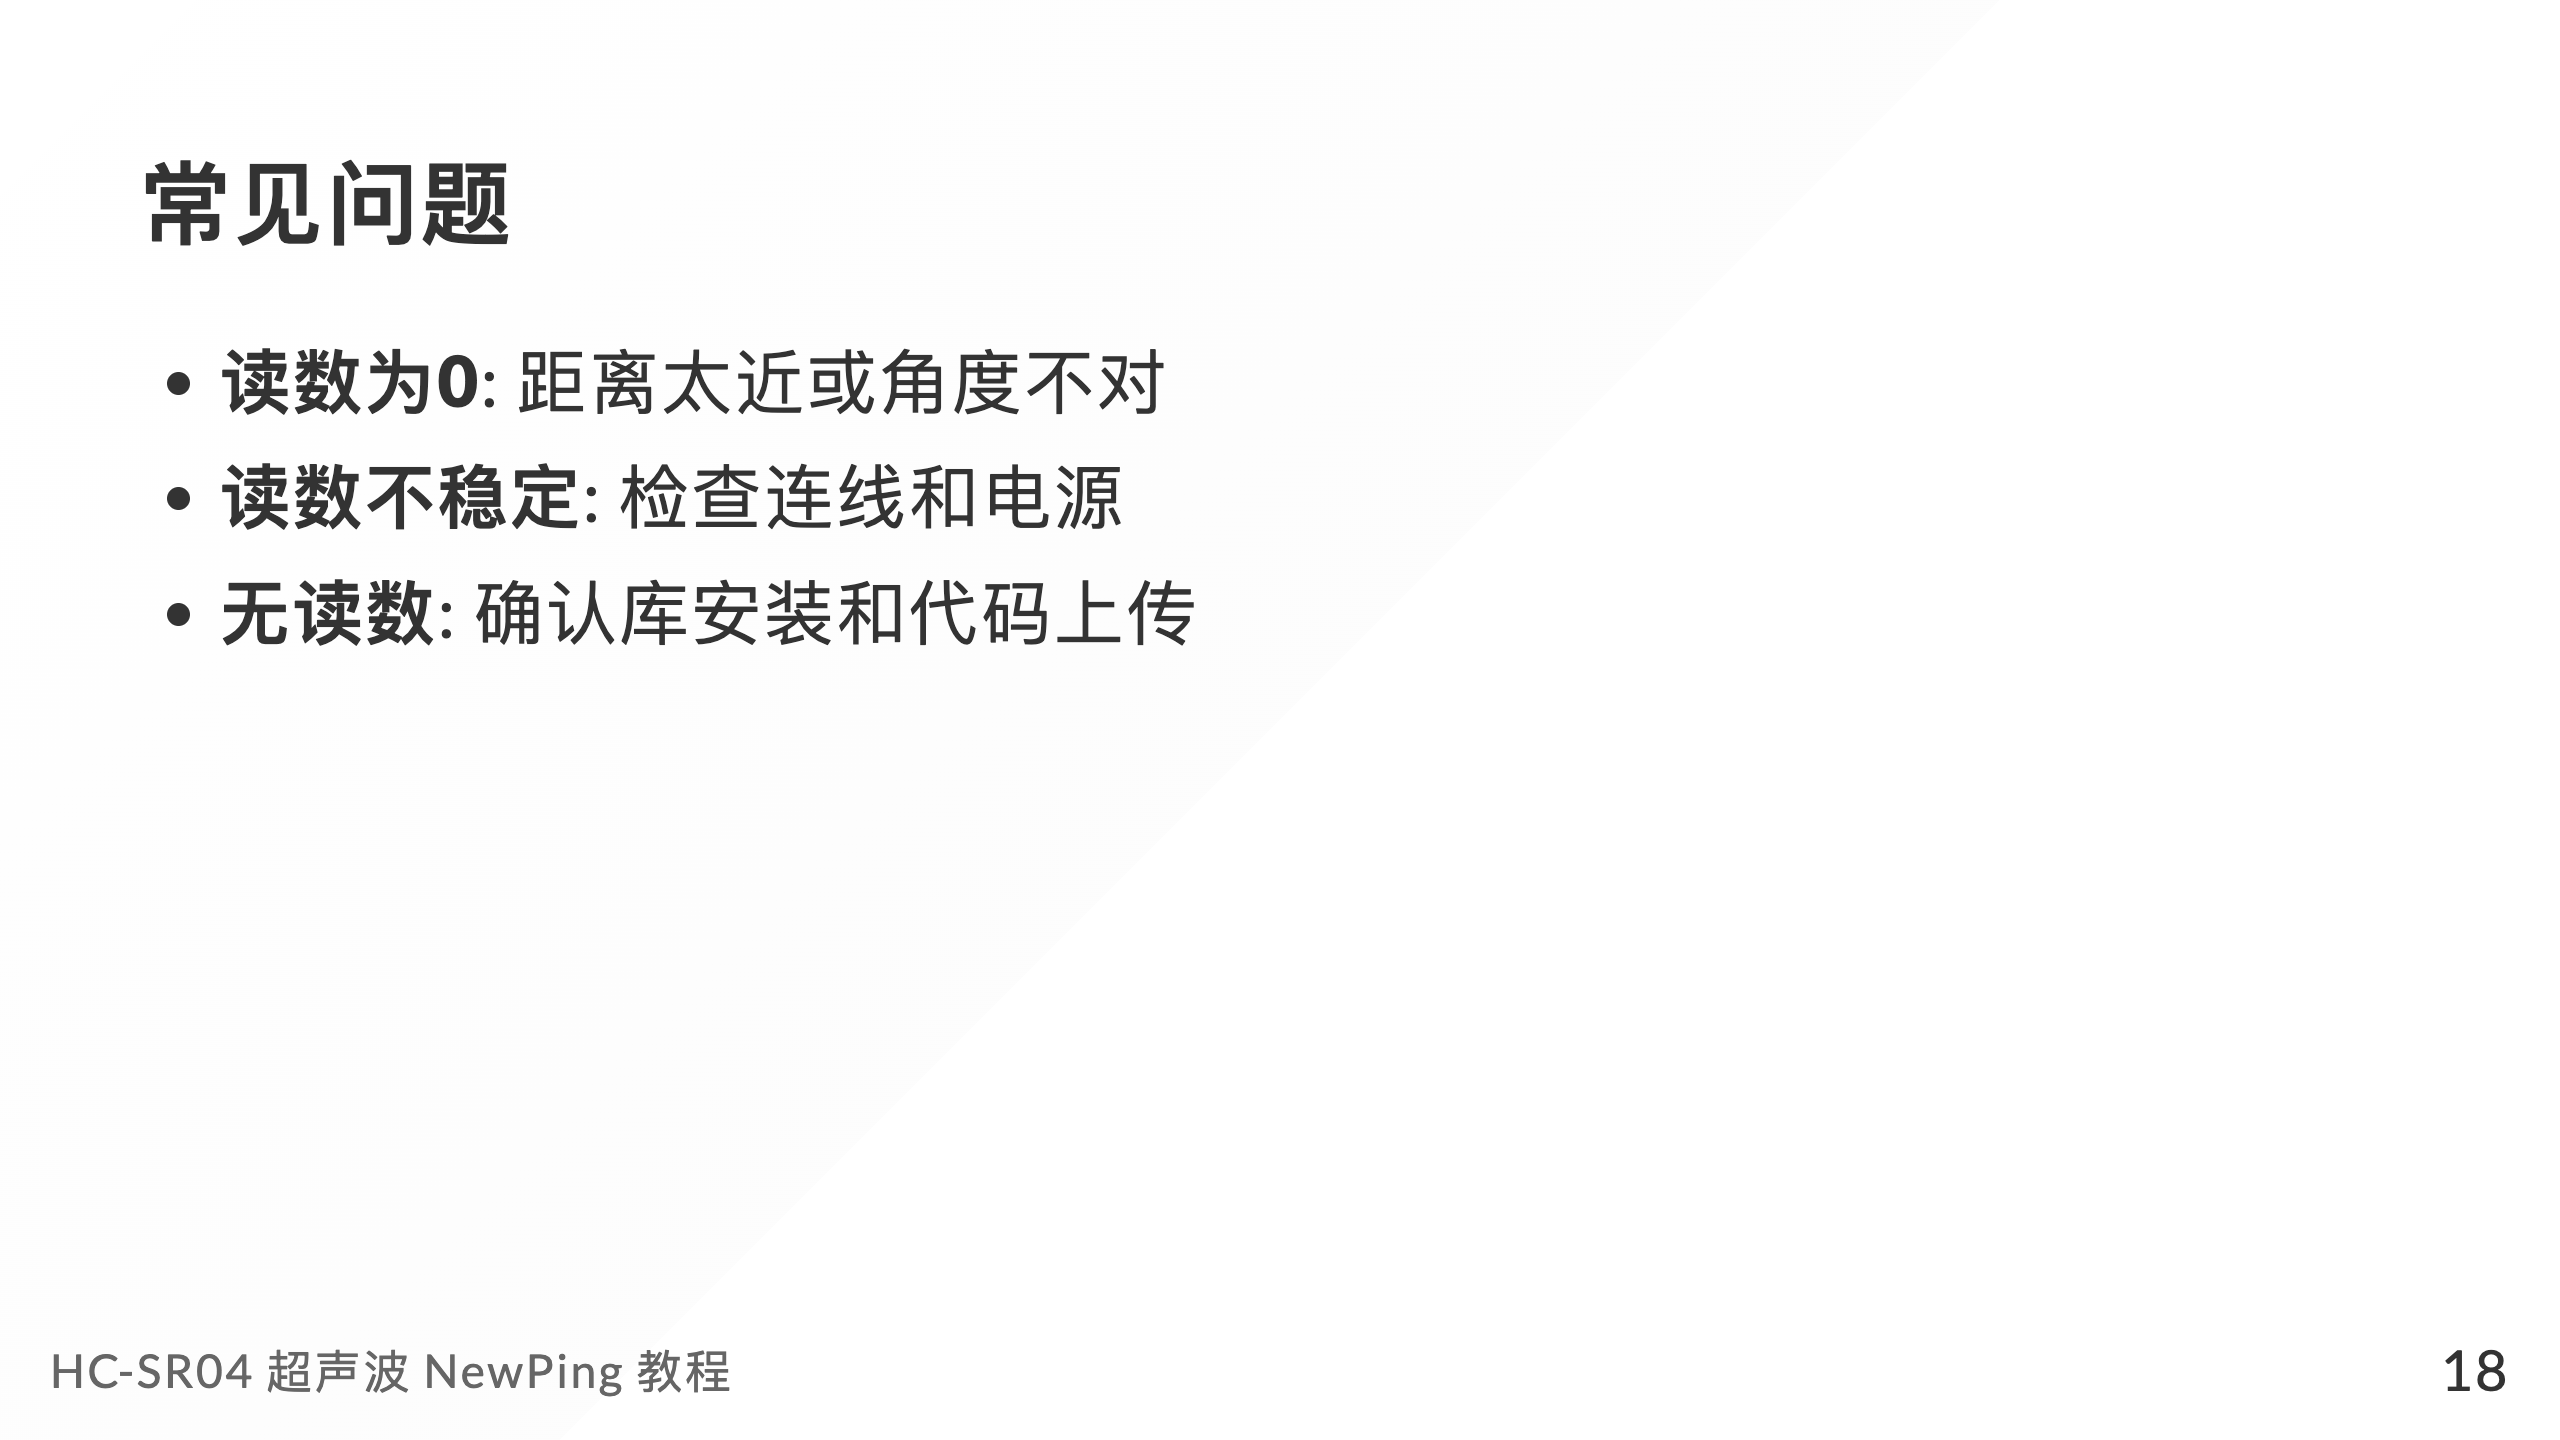 常见问题
• 读数为0: 距离太近或角度不对
• 读数不稳定: 检查连线和电源
• 无读数: 确认库安装和代码上传
HC-SR04 超声波 NewPing 教程
18